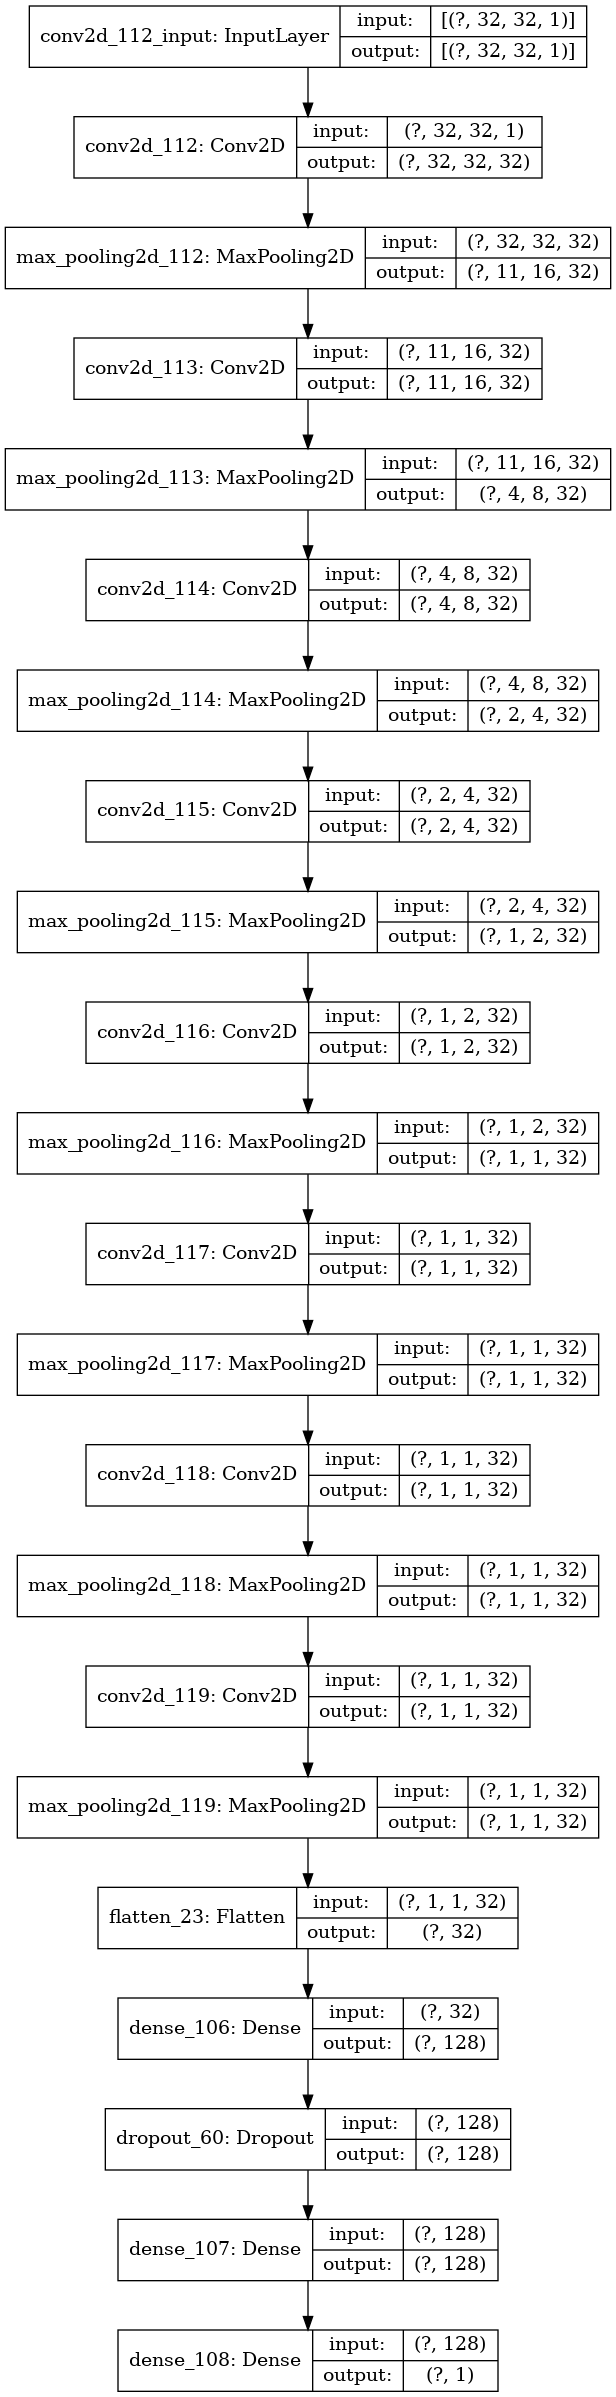 conv2d_112_input: InputLayer
input: [(?, 32, 32, 1)]
output: [(?, 32, 32, 1)]
conv2d_112: Conv2D
input: (?, 32, 32, 1)
output: (?, 32, 32, 32)
max_pooling2d_112: MaxPooling2D
input: (?, 32, 32, 32)
output: (?, 11, 16, 32)
conv2d_113: Conv2D
input: (?, 11, 16, 32)
output: (?, 11, 16, 32)
max_pooling2d_113: MaxPooling2D
input: (?, 11, 16, 32)
output: (?, 4, 8, 32)
conv2d_114: Conv2D
input: (?, 4, 8, 32)
output: (?, 4, 8, 32)
max_pooling2d_114: MaxPooling2D
input: (?, 4, 8, 32)
output: (?, 2, 4, 32)
conv2d_115: Conv2D
input: (?, 2, 4, 32)
output: (?, 2, 4, 32)
max_pooling2d_115: MaxPooling2D
input: (?, 2, 4, 32)
output: (?, 1, 2, 32)
conv2d_116: Conv2D
input: (?, 1, 2, 32)
output: (?, 1, 2, 32)
max_pooling2d_116: MaxPooling2D
input: (?, 1, 2, 32)
output: (?, 1, 1, 32)
conv2d_117: Conv2D
input: (?, 1, 1, 32)
output: (?, 1, 1, 32)
max_pooling2d_117: MaxPooling2D
input: (?, 1, 1, 32)
output: (?, 1, 1, 32)
conv2d_118: Conv2D
input: (?, 1, 1, 32)
output: (?, 1, 1, 32)
max_pooling2d_118: MaxPooling2D
input: (?, 1, 1, 32)
output: (?, 1, 1, 32)
conv2d_119: Conv2D
input: (?, 1, 1, 32)
output: (?, 1, 1, 32)
max_pooling2d_119: MaxPooling2D
input: (?, 1, 1, 32)
output: (?, 1, 1, 32)
flatten_23: Flatten
input: (?, 1, 1, 32)
output: (?, 32)
dense_106: Dense
input: (?, 32)
output: (?, 128)
dropout_60: Dropout
input: (?, 128)
output: (?, 128)
dense_107: Dense
input: (?, 128)
output: (?, 128)
dense_108: Dense
input: (?, 128)
output: (?, 1)